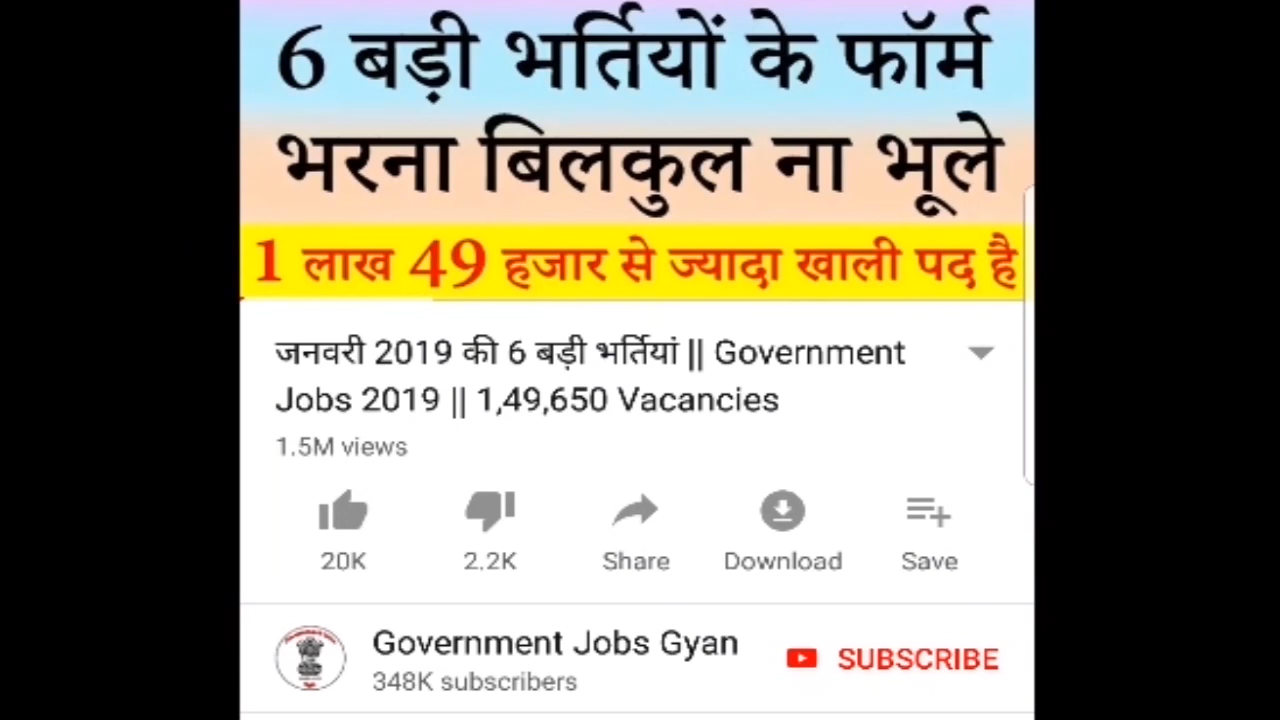 6 बड़ी भर्तियों के फॉर्म
भरना बिलकुल ना भूले
1 लाख 49 हजार से ज्यादा खाली पद है
जनवरी 2019 की 6 बड़ी भर्तियां || Government
Jobs 2019 || 1,49,650 Vacancies
1.5M views
20K 2.2K Share Download Save
Government Jobs Gyan
SUBSCRIBE
348K subscribers